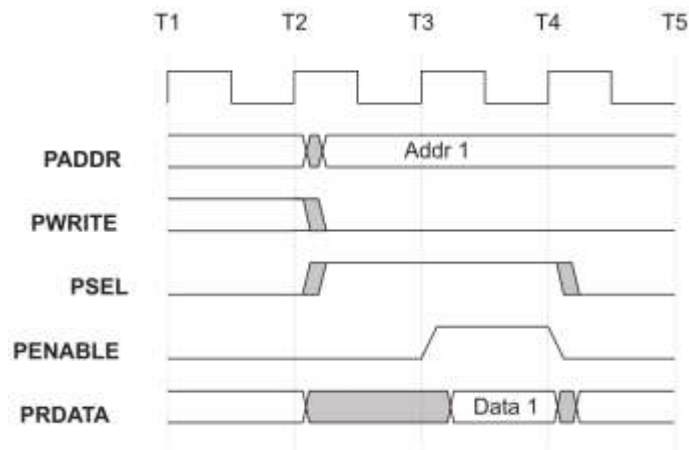 T1 T2 T3 T4 T5
PADDR Addr 1
PWRITE
PSEL
PENABLE
PRDATA Data 1